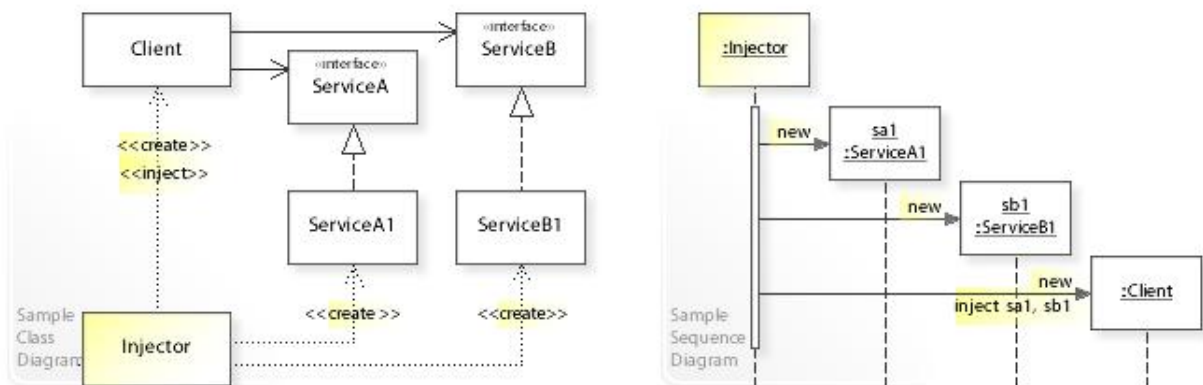 Client
«interface»
ServiceB
«interface»
ServiceA
<<create>>
<<inject>>
ServiceA1
ServiceB1
<<create >>
<<create>>
Injector
Sample
Class
Diagram
:Injector
new
sa1
:ServiceA1
new
sb1
:ServiceB1
new
inject sa1, sb1
:Client
Sample
Sequence
Diagram